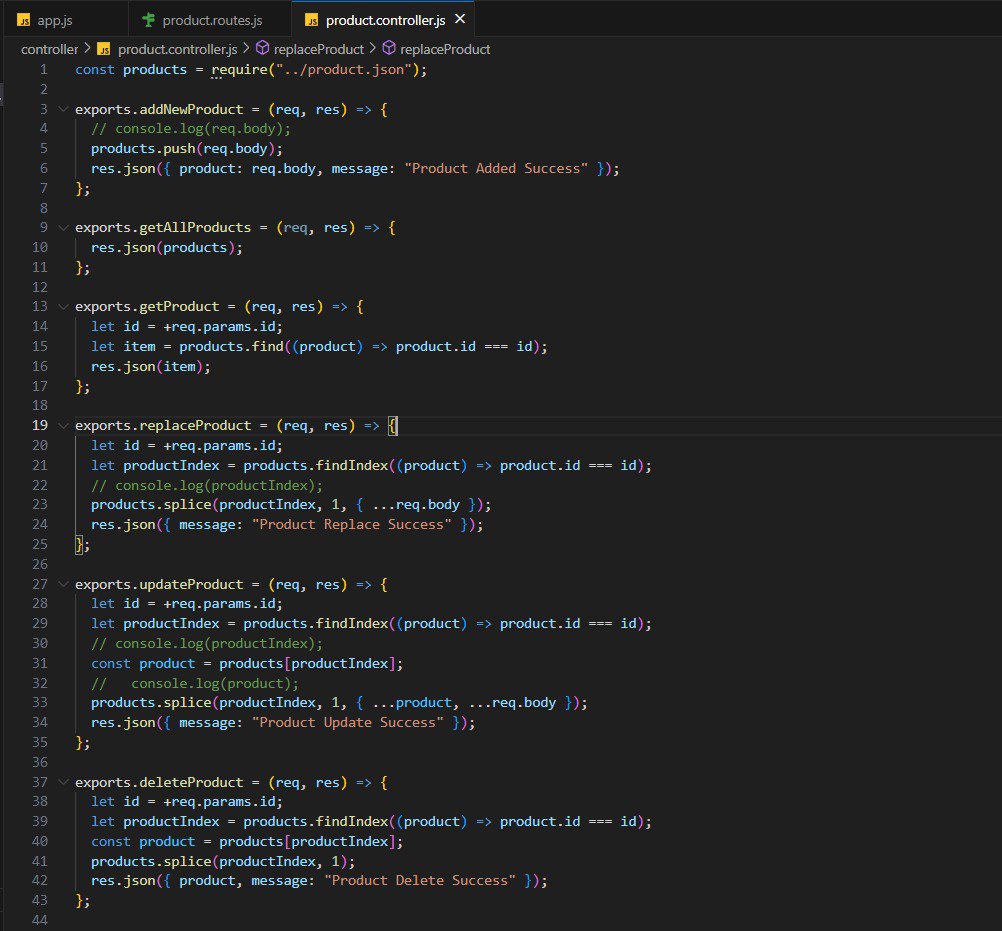 JS app.js product.routes.js JS product.controller.js ✕
controller > JS product.controller.js > replaceProduct > replaceProduct
1 const products = require("../product.json");
2
3 exports.addNewProduct = (req, res) => {
4   // console.log(req.body);
5   products.push(req.body);
6   res.json({ product: req.body, message: "Product Added Success" });
7 };
8
9 exports.getAllProducts = (req, res) => {
10   res.json(products);
11 };
12
13 exports.getProduct = (req, res) => {
14   let id = +req.params.id;
15   let item = products.find((product) => product.id === id);
16   res.json(item);
17 };
18
19 exports.replaceProduct = (req, res) => {
20   let id = +req.params.id;
21   let productIndex = products.findIndex((product) => product.id === id);
22   // console.log(productIndex);
23   products.splice(productIndex, 1, { ...req.body });
24   res.json({ message: "Product Replace Success" });
25 };
26
27 exports.updateProduct = (req, res) => {
28   let id = +req.params.id;
29   let productIndex = products.findIndex((product) => product.id === id);
30   // console.log(productIndex);
31   const product = products[productIndex];
32   //   console.log(product);
33   products.splice(productIndex, 1, { ...product, ...req.body });
34   res.json({ message: "Product Update Success" });
35 };
36
37 exports.deleteProduct = (req, res) => {
38   let id = +req.params.id;
39   let productIndex = products.findIndex((product) => product.id === id);
40   const product = products[productIndex];
41   products.splice(productIndex, 1);
42   res.json({ product, message: "Product Delete Success" });
43 };
44